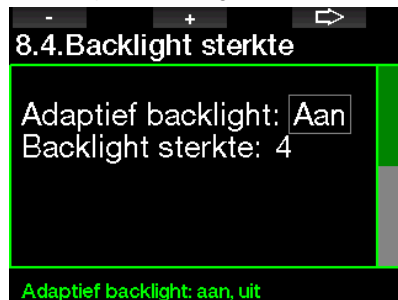 - +
8.4.Backlight sterkte
Adaptief backlight: Aan
Backlight sterkte: 4
Adaptief backlight: aan, uit